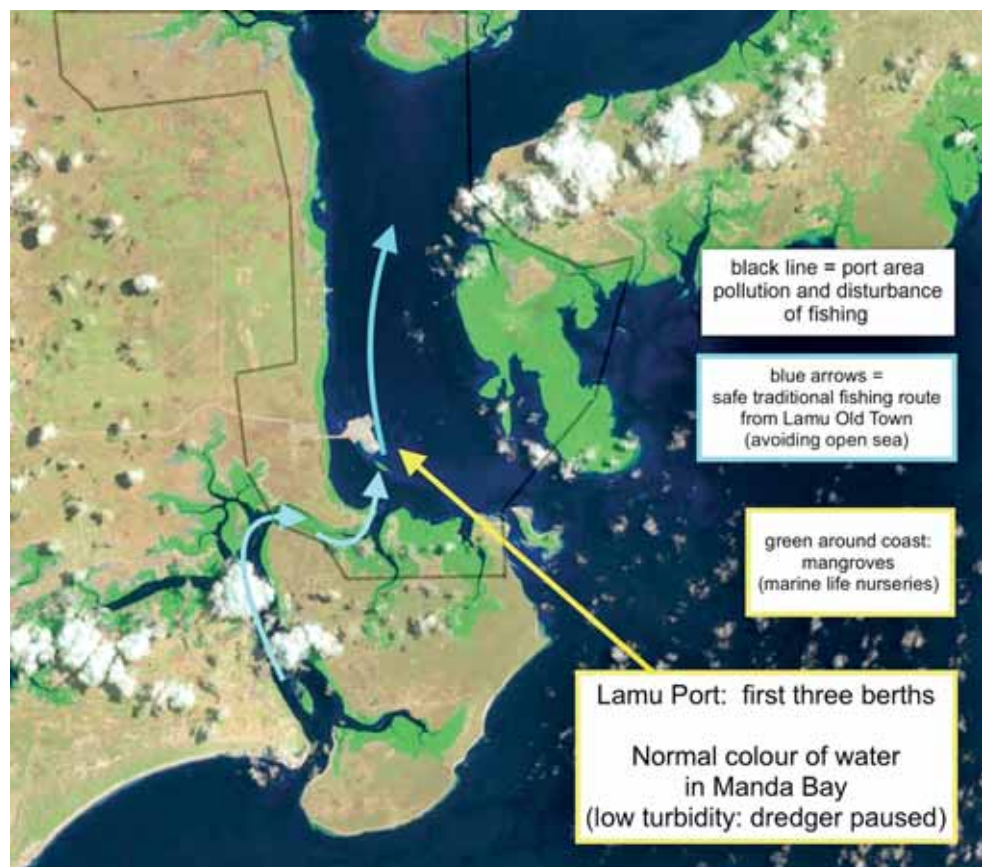 black line = port area
pollution and disturbance
of fishing
blue arrows =
safe traditional fishing route
from Lamu Old Town
(avoiding open sea)
green around coast:
mangroves
(marine life nurseries)
Lamu Port: first three berths
Normal colour of water
in Manda Bay
(low turbidity: dredger paused)